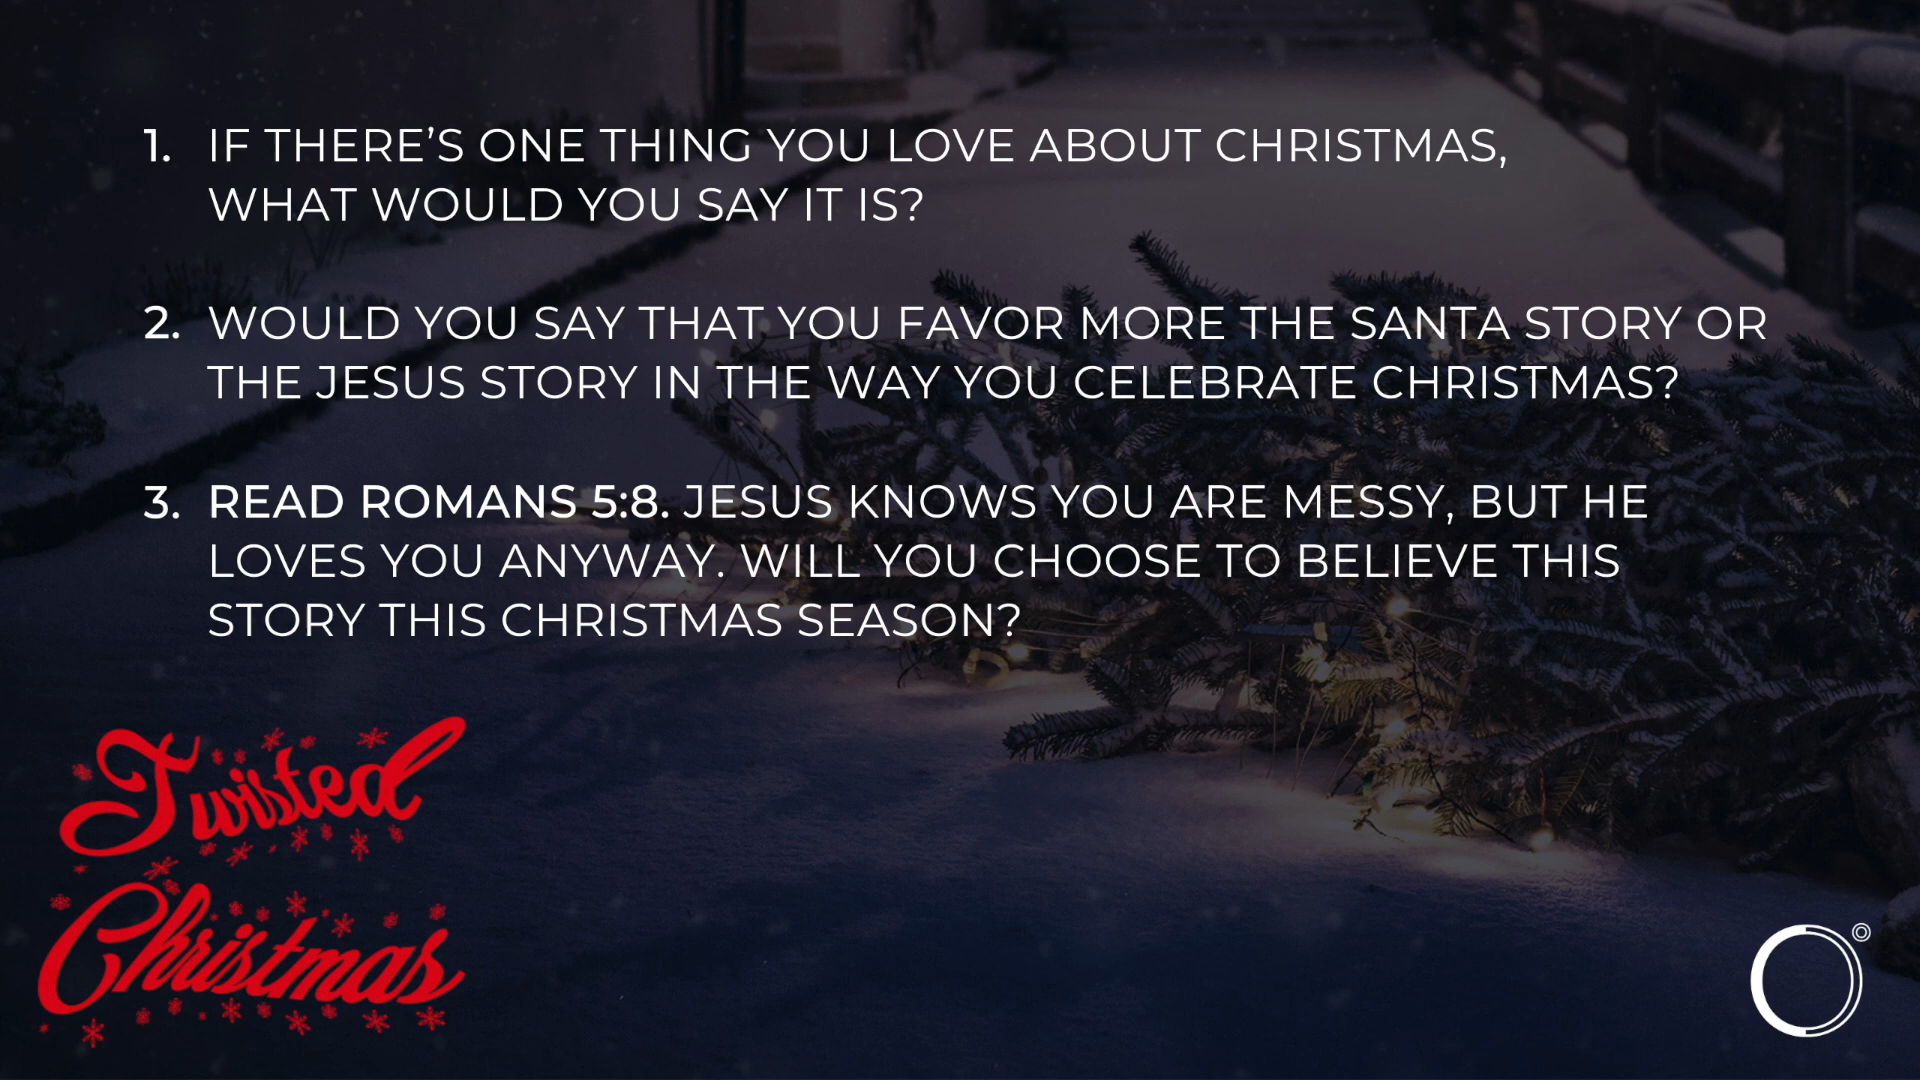 1. IF THERE’S ONE THING YOU LOVE ABOUT CHRISTMAS,
WHAT WOULD YOU SAY IT IS?
2. WOULD YOU SAY THAT YOU FAVOR MORE THE SANTA STORY OR
THE JESUS STORY IN THE WAY YOU CELEBRATE CHRISTMAS?
3. READ ROMANS 5:8. JESUS KNOWS YOU ARE MESSY, BUT HE
LOVES YOU ANYWAY. WILL YOU CHOOSE TO BELIEVE THIS
STORY THIS CHRISTMAS SEASON?
Twisted
Christmas